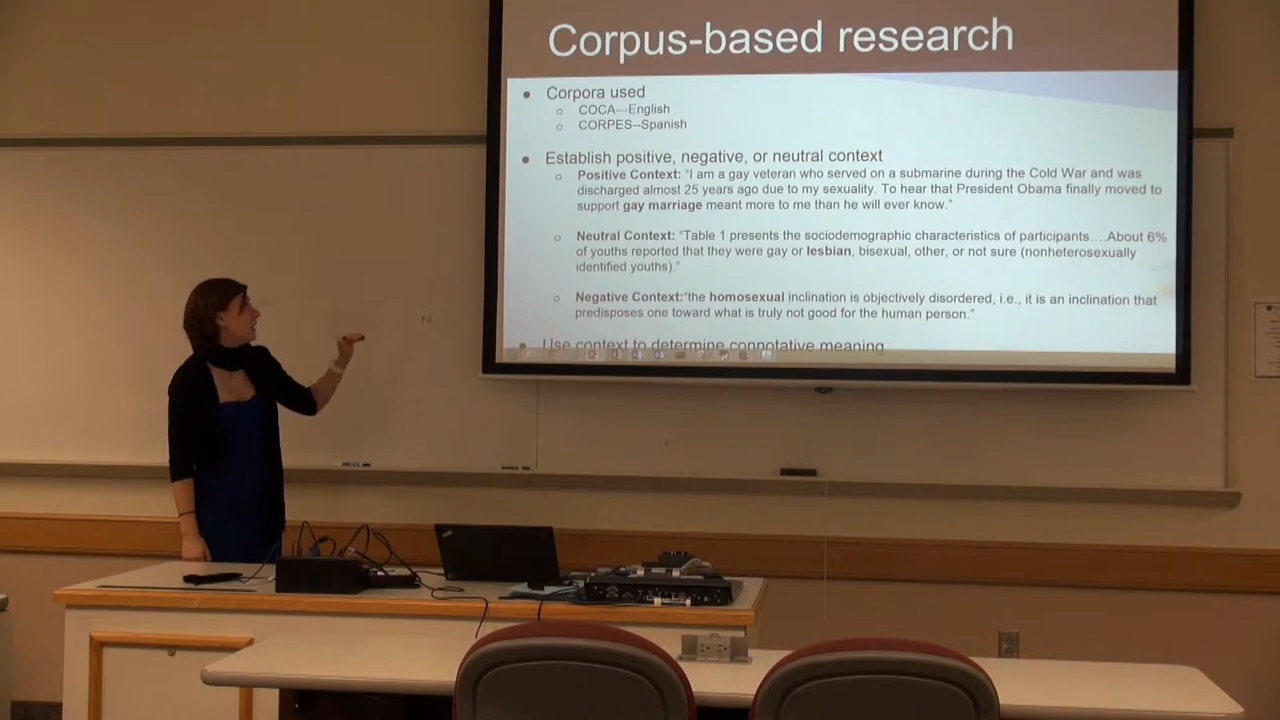 Corpus-based research
● Corpora used
○ COCA---English
○ CORPES--Spanish
● Establish positive, negative, or neutral context
○ Positive Context: "I am a gay veteran who served on a submarine during the Cold War and was
discharged almost 25 years ago due to my sexuality. To hear that President Obama finally moved to
support gay marriage meant more to me than he will ever know."
○ Neutral Context: "Table 1 presents the sociodemographic characteristics of participants....About 6%
of youths reported that they were gay or lesbian, bisexual, other, or not sure (nonheterosexually
identified youths)."
○ Negative Context:"the homosexual inclination is objectively disordered, i.e., it is an inclination that
predisposes one toward what is truly not good for the human person."
● Use context to determine connotative meaning